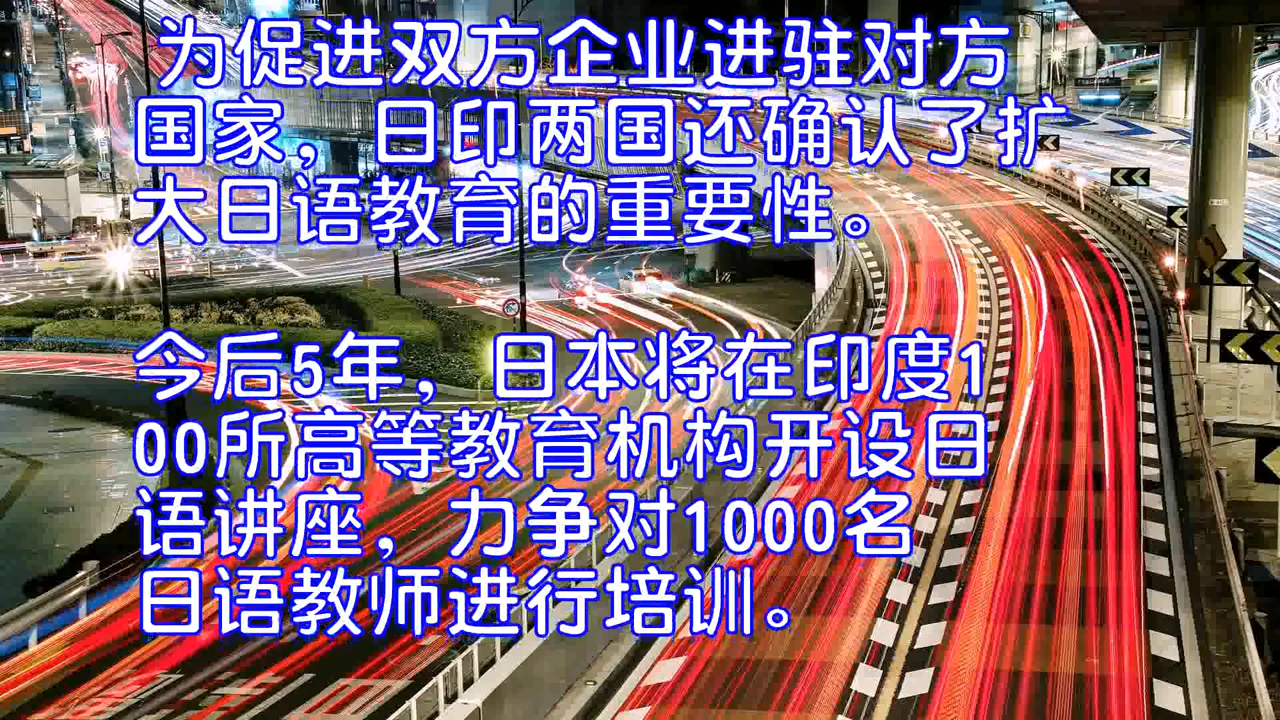 为促进双方企业进驻对方
国家，日印两国还确认了扩
大日语教育的重要性。
今后5年，日本将在印度1
00所高等教育机构开设日
语讲座，力争对1000名
日语教师进行培训。